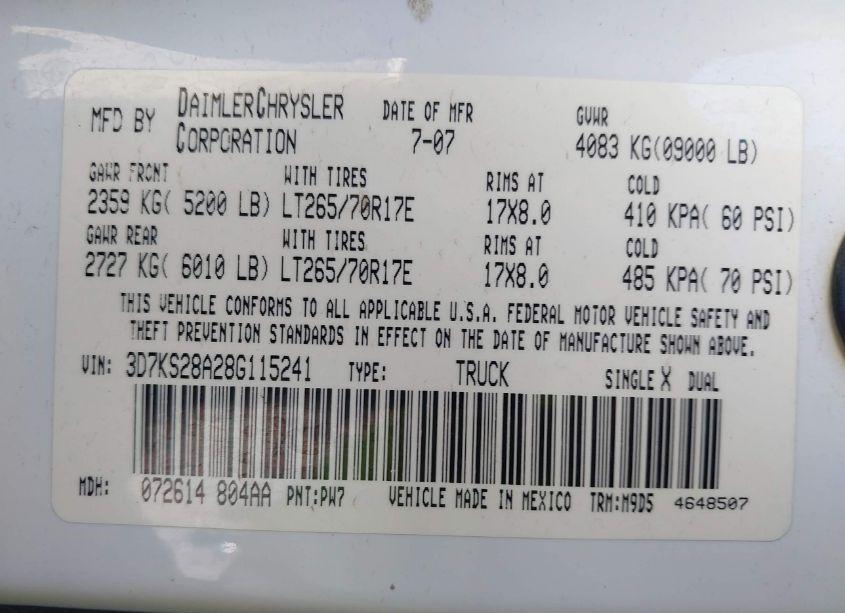 MFD BY DAIMLERCHRYSLER CORPORATION DATE OF MFR 7-07 GVWR 4083 KG(09000 LB)
GAWR FRONT WITH TIRES RIMS AT COLD
2359 KG( 5200 LB) LT265/70R17E 17X8.0 410 KPA( 60 PSI)
GAWR REAR WITH TIRES RIMS AT COLD
2727 KG( 6010 LB) LT265/70R17E 17X8.0 485 KPA( 70 PSI)
THIS VEHICLE CONFORMS TO ALL APPLICABLE U.S.A. FEDERAL MOTOR VEHICLE SAFETY AND
THEFT PREVENTION STANDARDS IN EFFECT ON THE DATE OF MANUFACTURE SHOWN ABOVE.
VIN: 3D7KS28A28G115241 TYPE: TRUCK SINGLE X DUAL
MDH: 072614 804AA PNT:PW7 VEHICLE MADE IN MEXICO TRM:M9D5 4648507